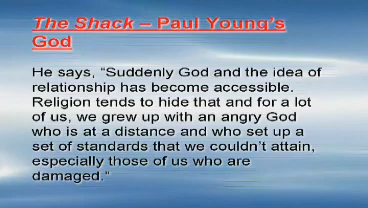 The Shack – Paul Young's
God
He says, "Suddenly God and the idea of
relationship has become accessible.
Religion tends to hide that and for a lot
of us, we grew up with an angry God
who is at a distance and who set up a
set of standards that we couldn't attain,
especially those of us who are
damaged."